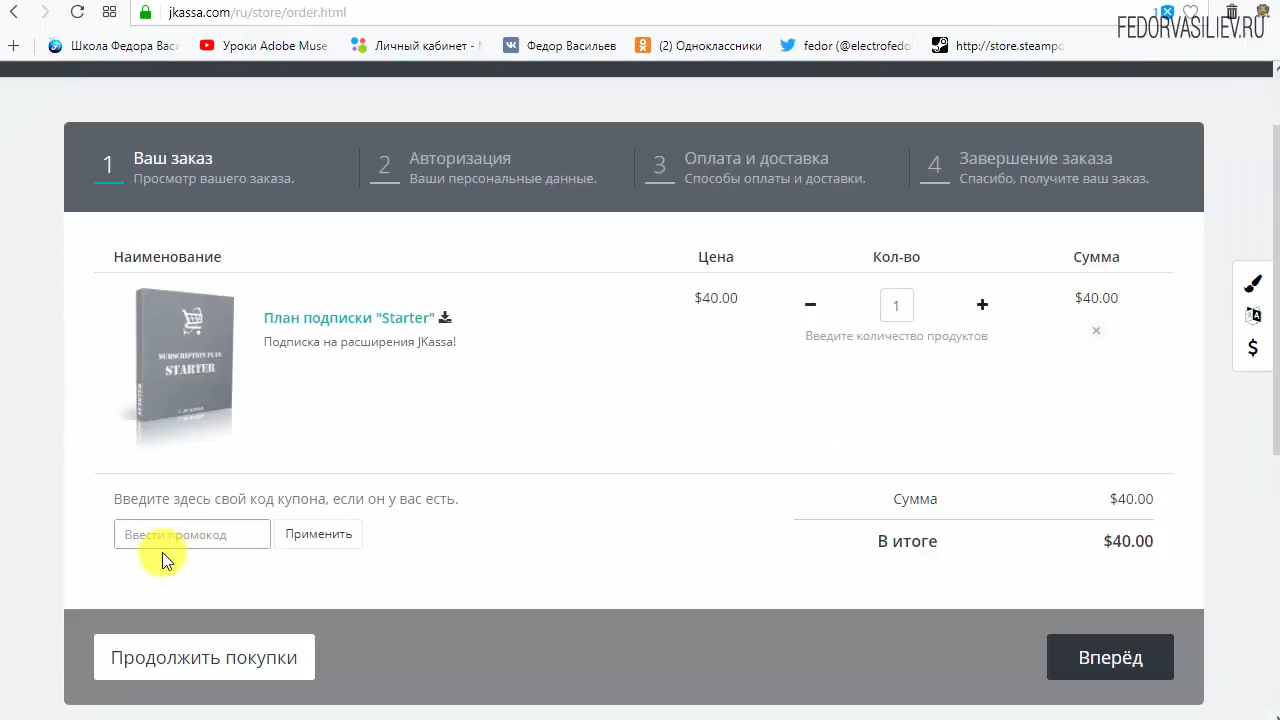 jkassa.com/ru/store/order.html
FEDORVASILIEV.RU
Школа Федора Вас
Уроки Adobe Muse
Личный кабинет -
Федор Васильев
(2) Одноклассники
fedor (@electrofedo
http://store.steampo
1 Ваш заказ
Просмотр вашего заказа.
2 Авторизация
Ваши персональные данные.
3 Оплата и доставка
Способы оплаты и доставки.
4 Завершение заказа
Спасибо, получите ваш заказ.
Наименование
Цена
Кол-во
Сумма
SUBSCRIPTION PLAN
STARTER
План подписки "Starter"
Подписка на расширения JKassa!
$40.00
1
Введите количество продуктов
$40.00
Введите здесь свой код купона, если он у вас есть.
Ввести промокод
Применить
Сумма $40.00
В итоге $40.00
Продолжить покупки
Вперёд